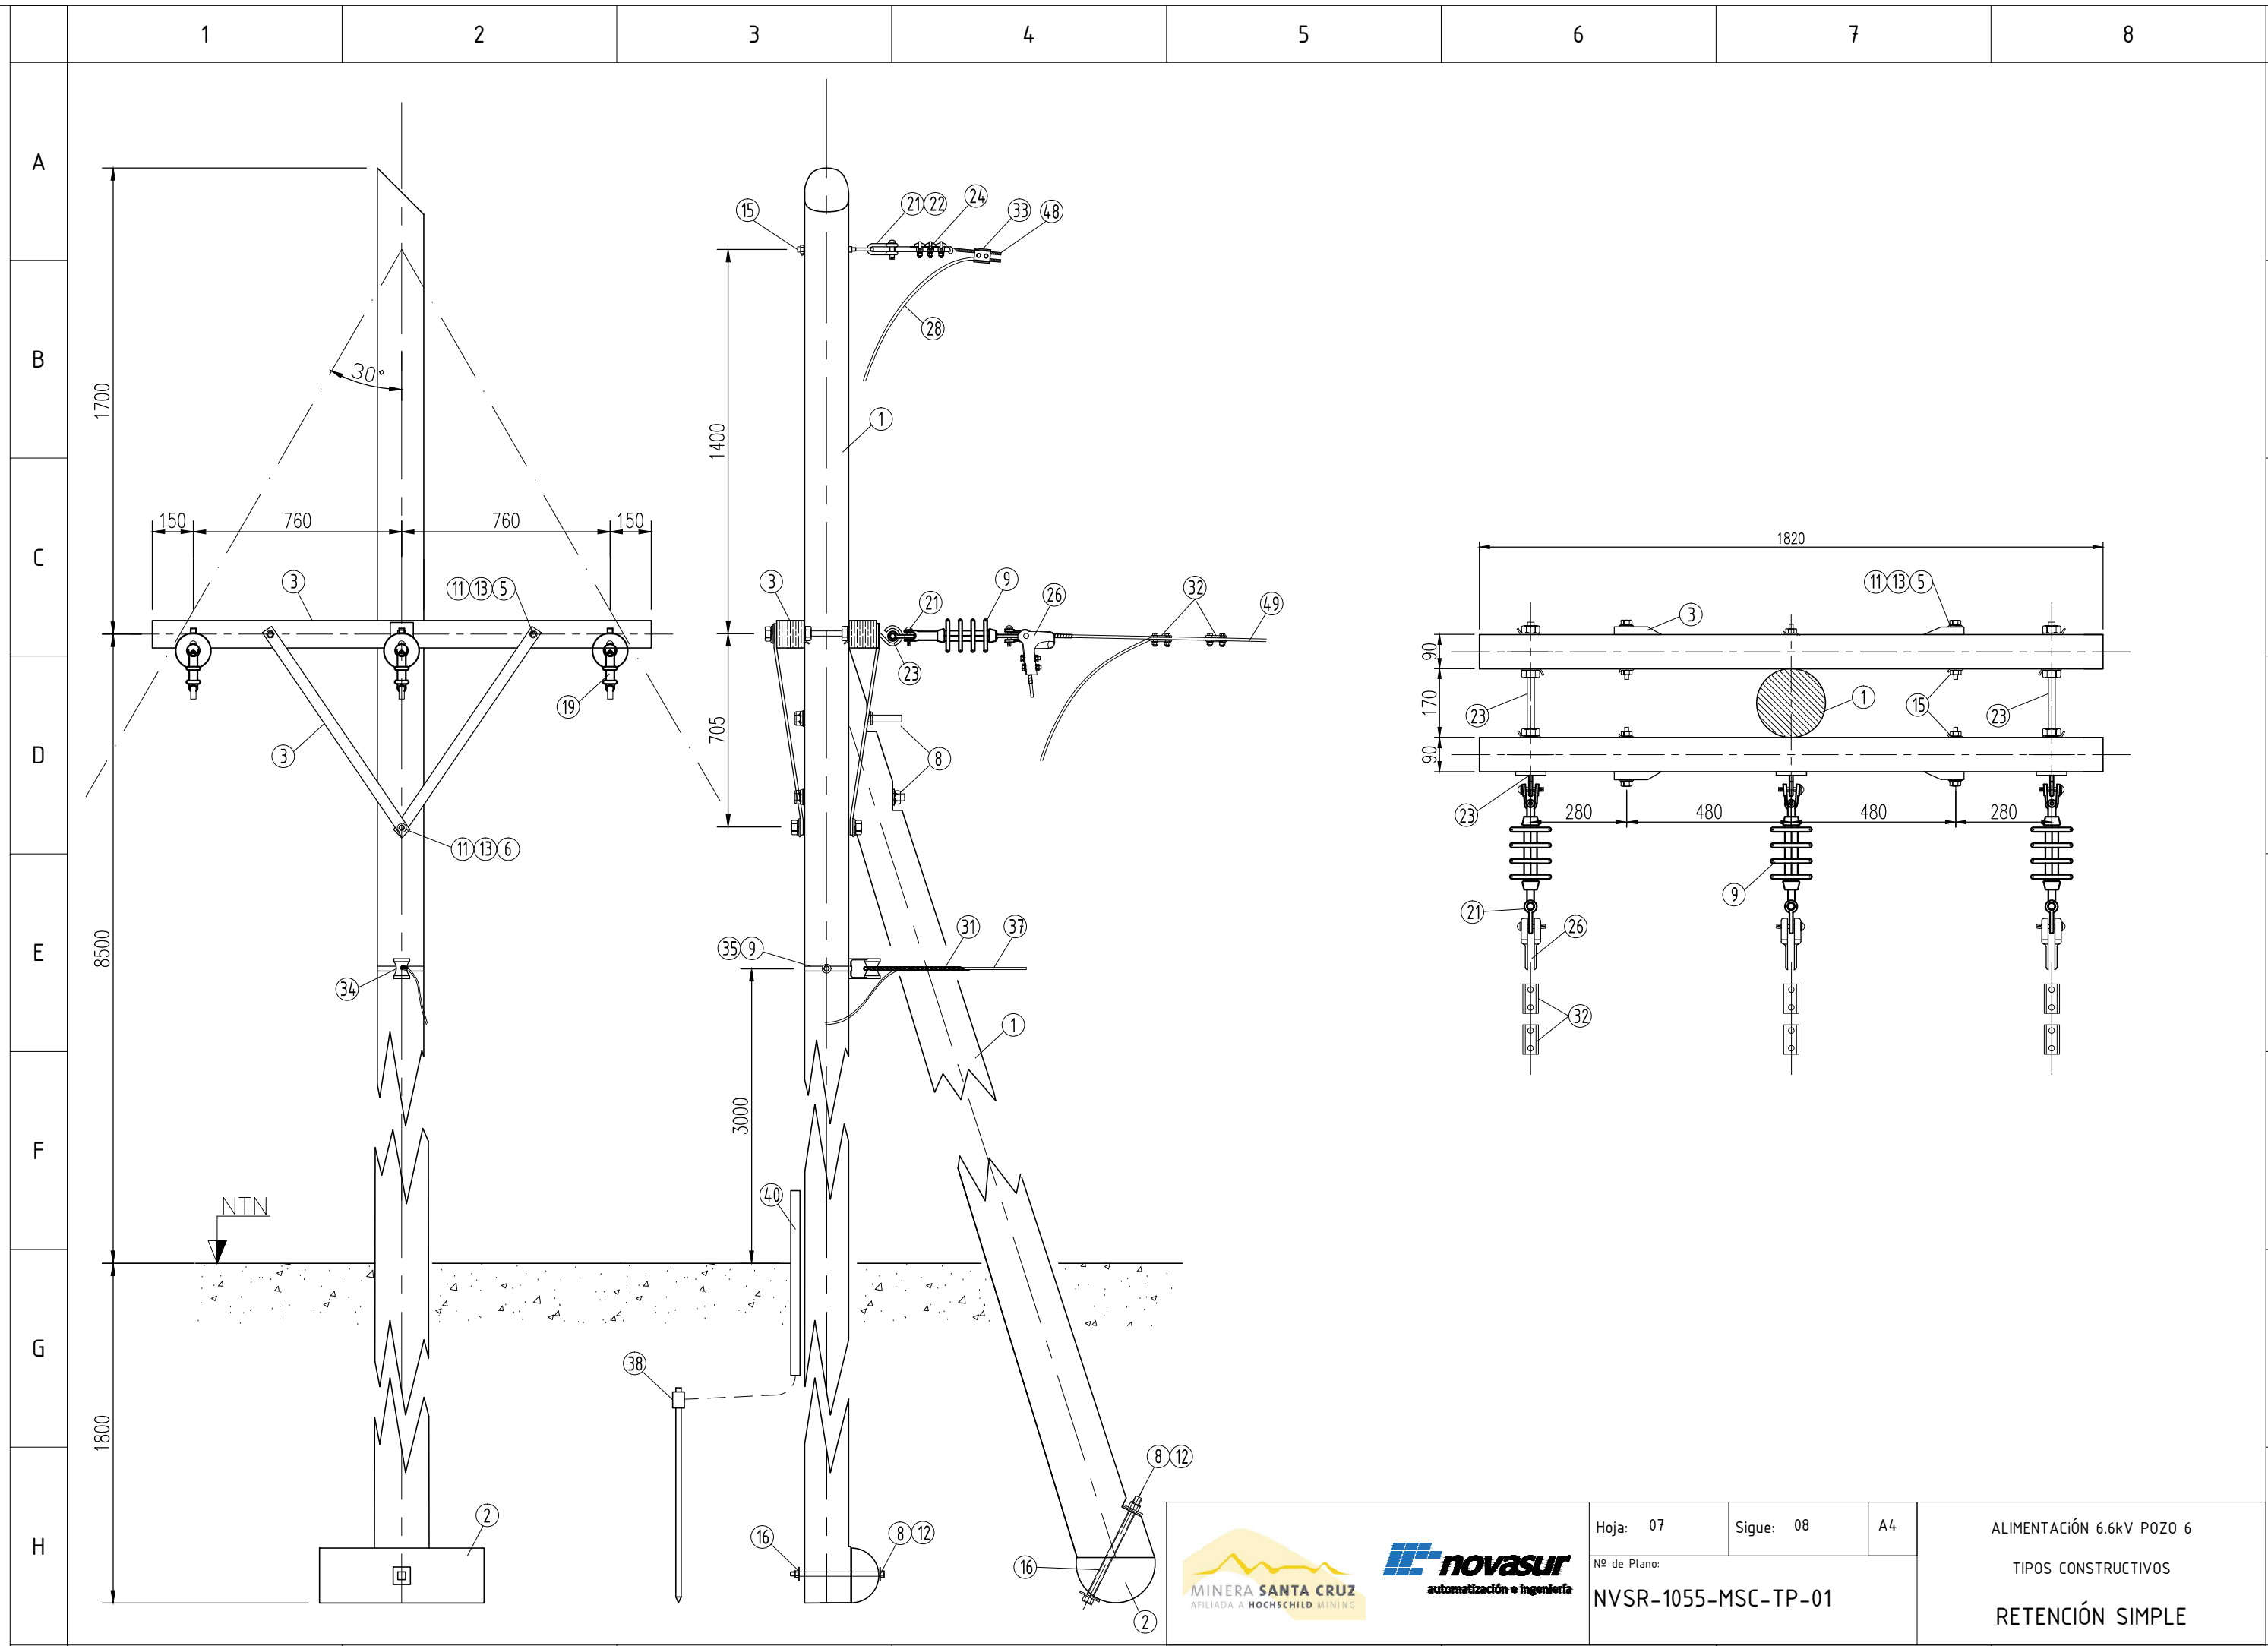 1 2 3 4 5 6 7 8
A
B
C
D
E
F
G
H
1700
30°
150 760 760 150
3
11 13 5
19
3
11 13 6
8500
34
NTN
1800
2
15
21 22 24 33 48
28
1
1400
3
21 9 26 32 49
23
705
8
35 9
31 37
1
3000
40
38
16
8 12
8 12
16
2
1820
11 13 5
3
90
170
90
23
1
15
23
23
280 480 480 280
9
21
26
32
MINERA SANTA CRUZ
AFILIADA A HOCHSCHILD MINING
novasur
automatización e ingeniería
Hoja: 07 Sigue: 08 A4
Nº de Plano:
NVSR-1055-MSC-TP-01
ALIMENTACIÓN 6.6kV POZO 6
TIPOS CONSTRUCTIVOS
RETENCIÓN SIMPLE